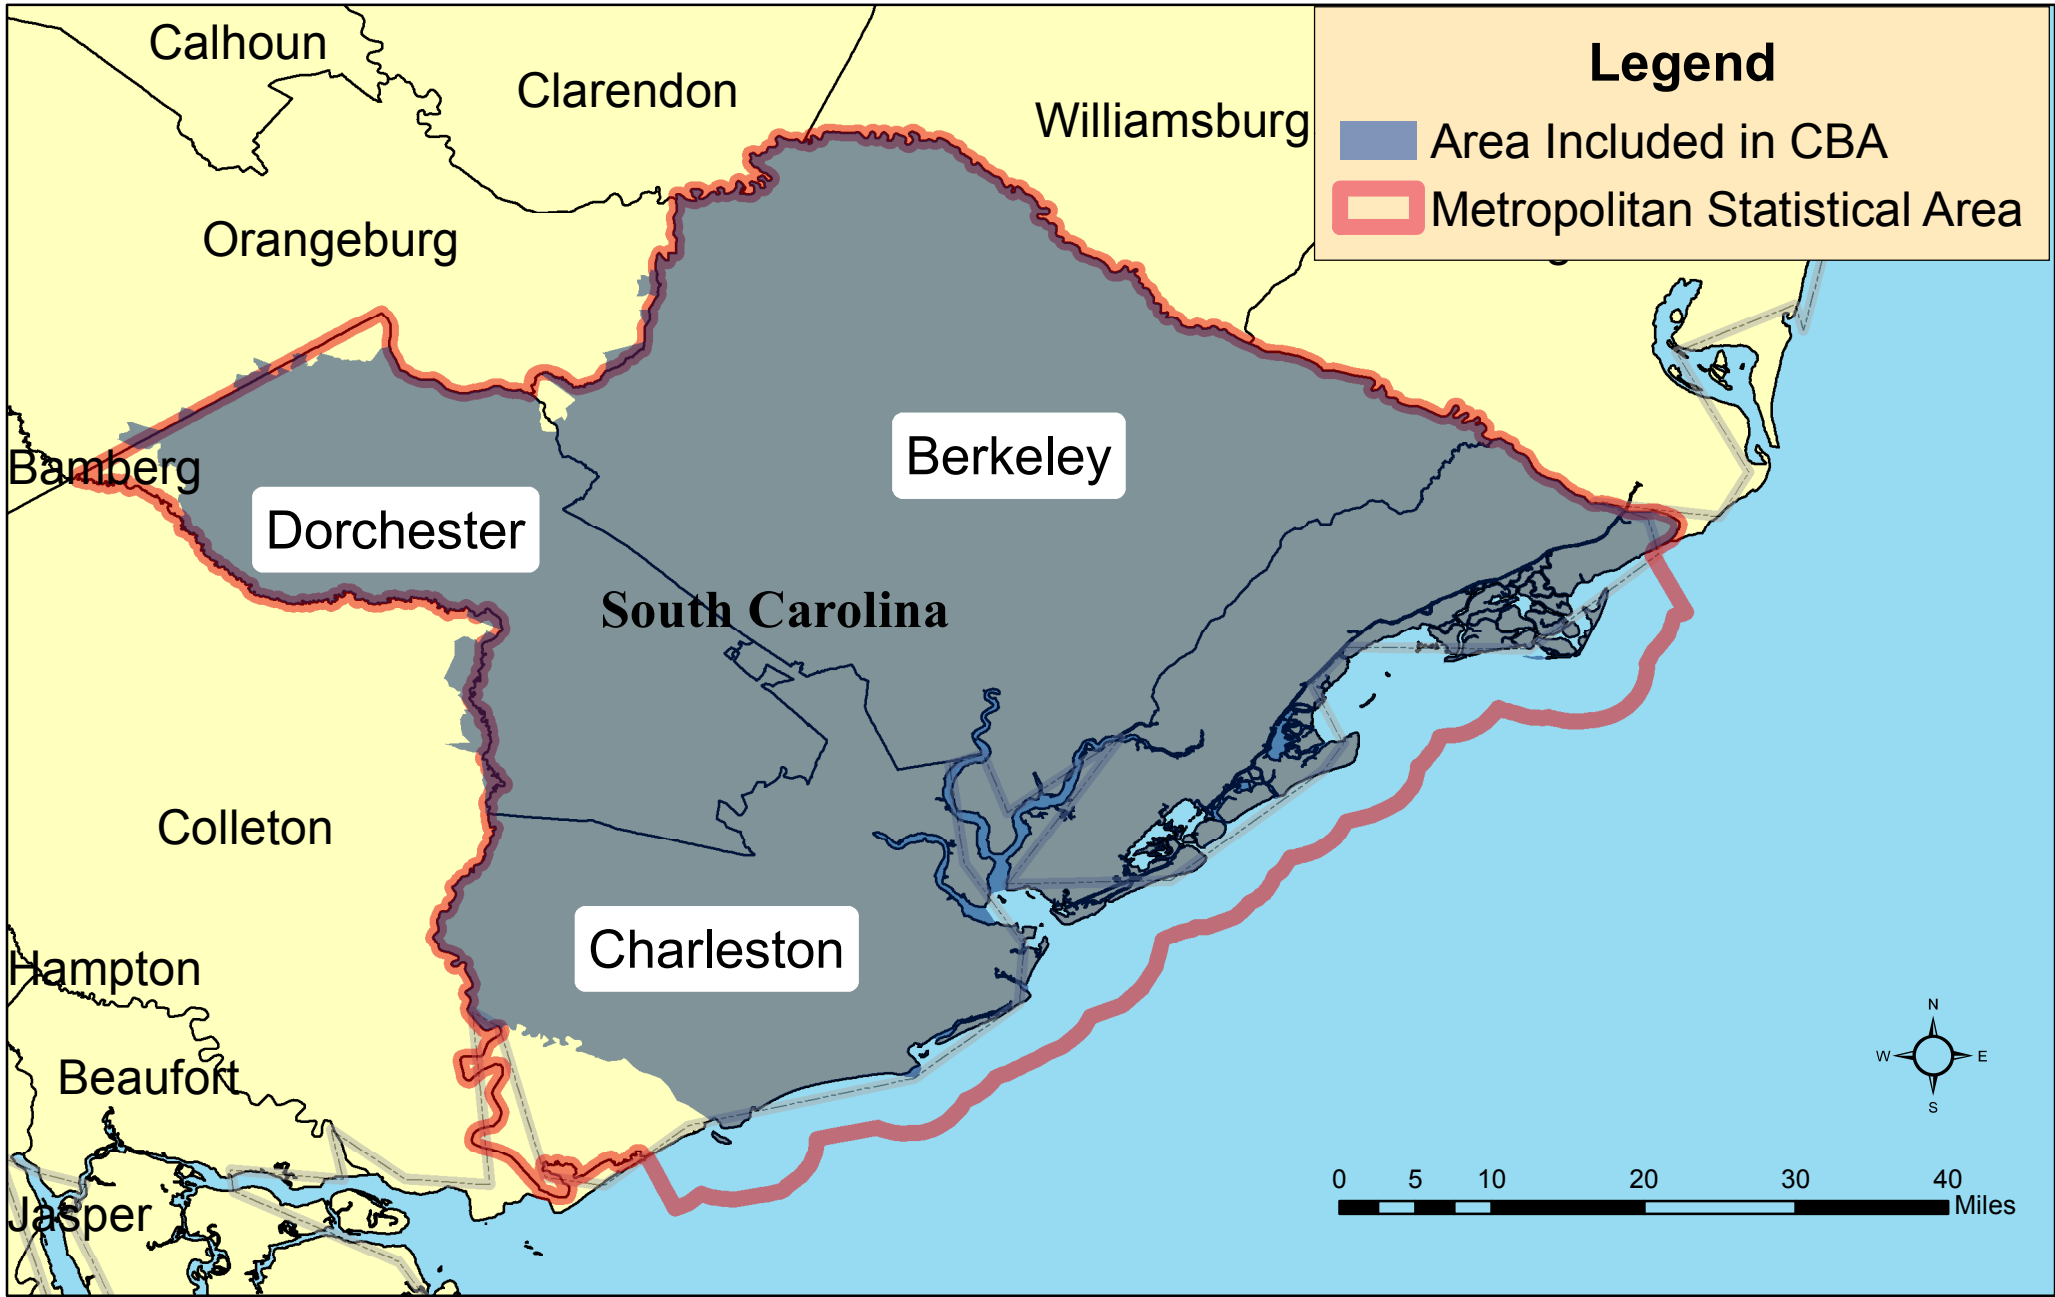 Calhoun
Clarendon
Williamsburg
Legend
Area Included in CBA
Metropolitan Statistical Area
Orangeburg
Berkeley
Bamberg
Dorchester
South Carolina
Colleton
Charleston
Hampton
Beaufort
Jasper
N
W E
S
0 5 10 20 30 40
Miles